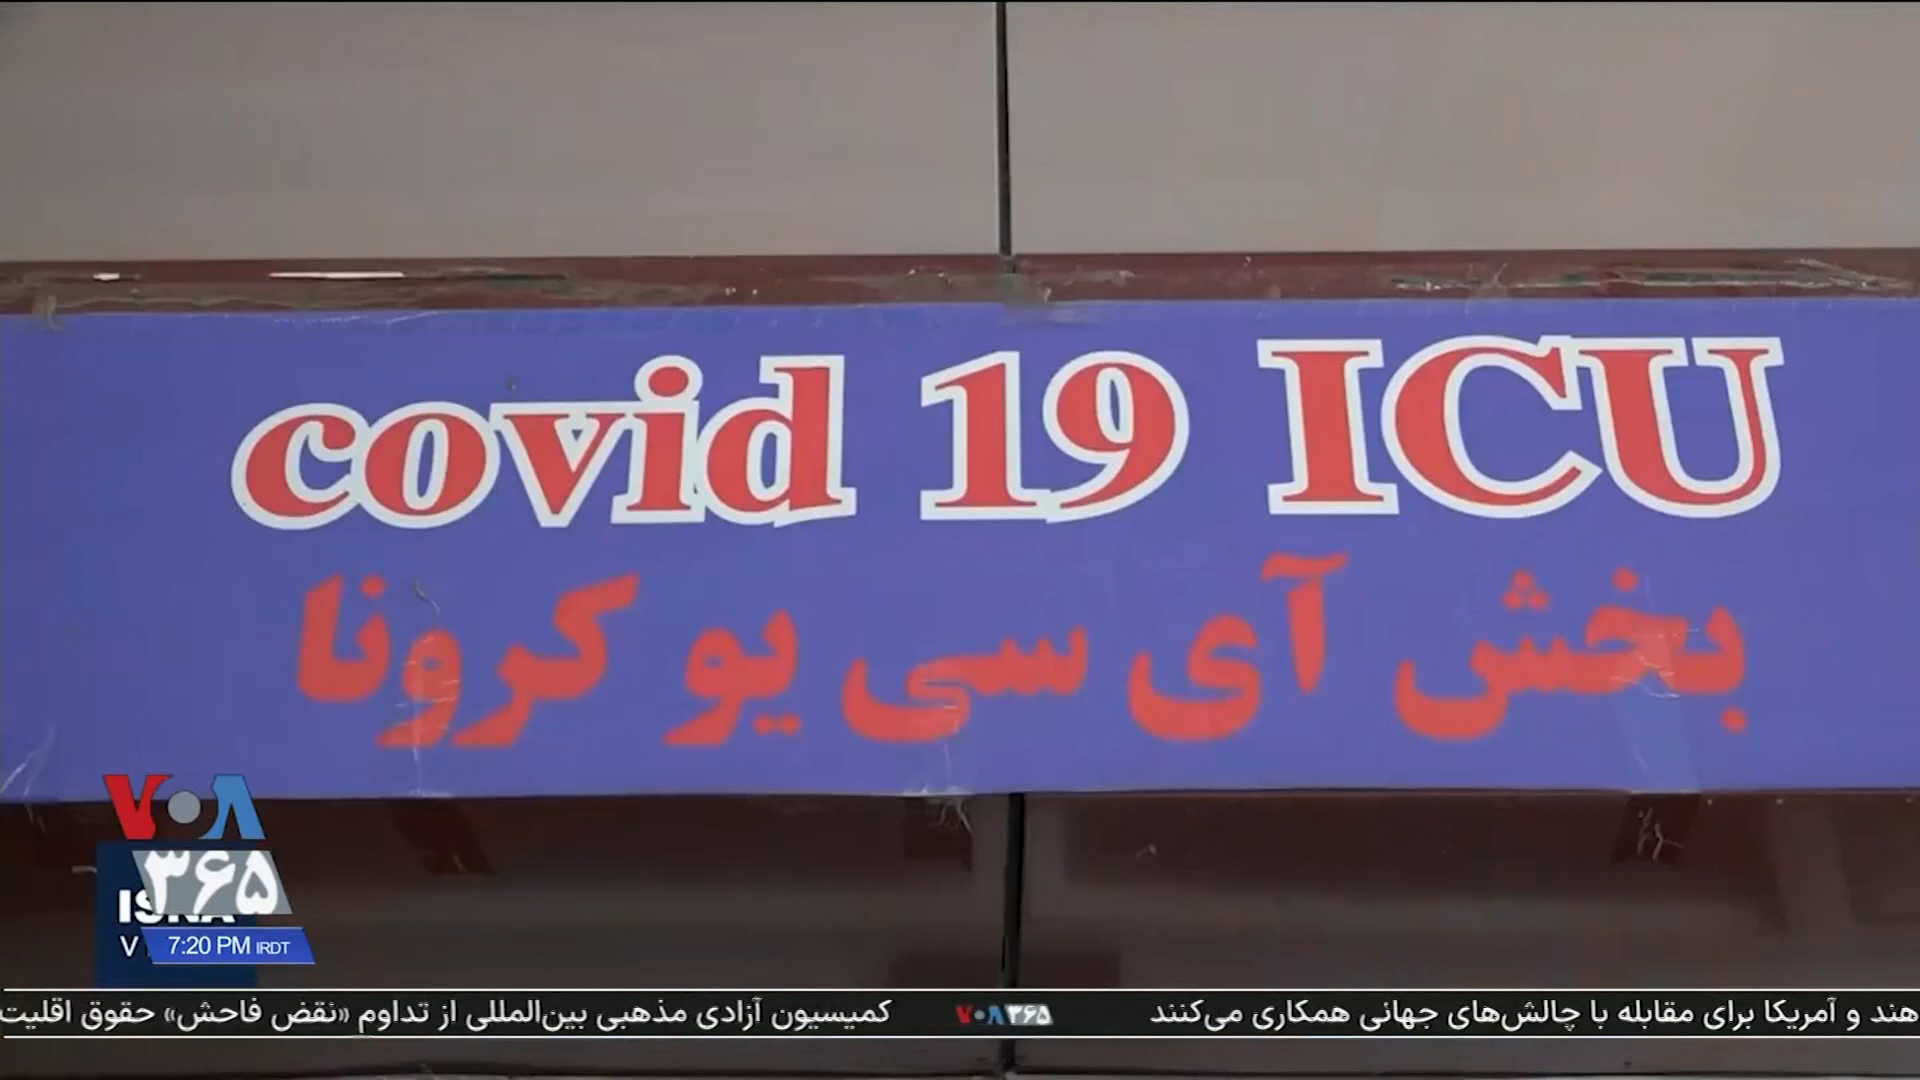 covid 19 ICU
بخش آی سی یو کرونا
VOA
۳۶۵
7:20 PM IRDT
هند و آمریکا برای مقابله با چالش‌های جهانی همکاری می‌کنند VOA۳۶۵ کمیسیون آزادی مذهبی بین‌المللی از تداوم «نقض فاحش» حقوق اقلیت